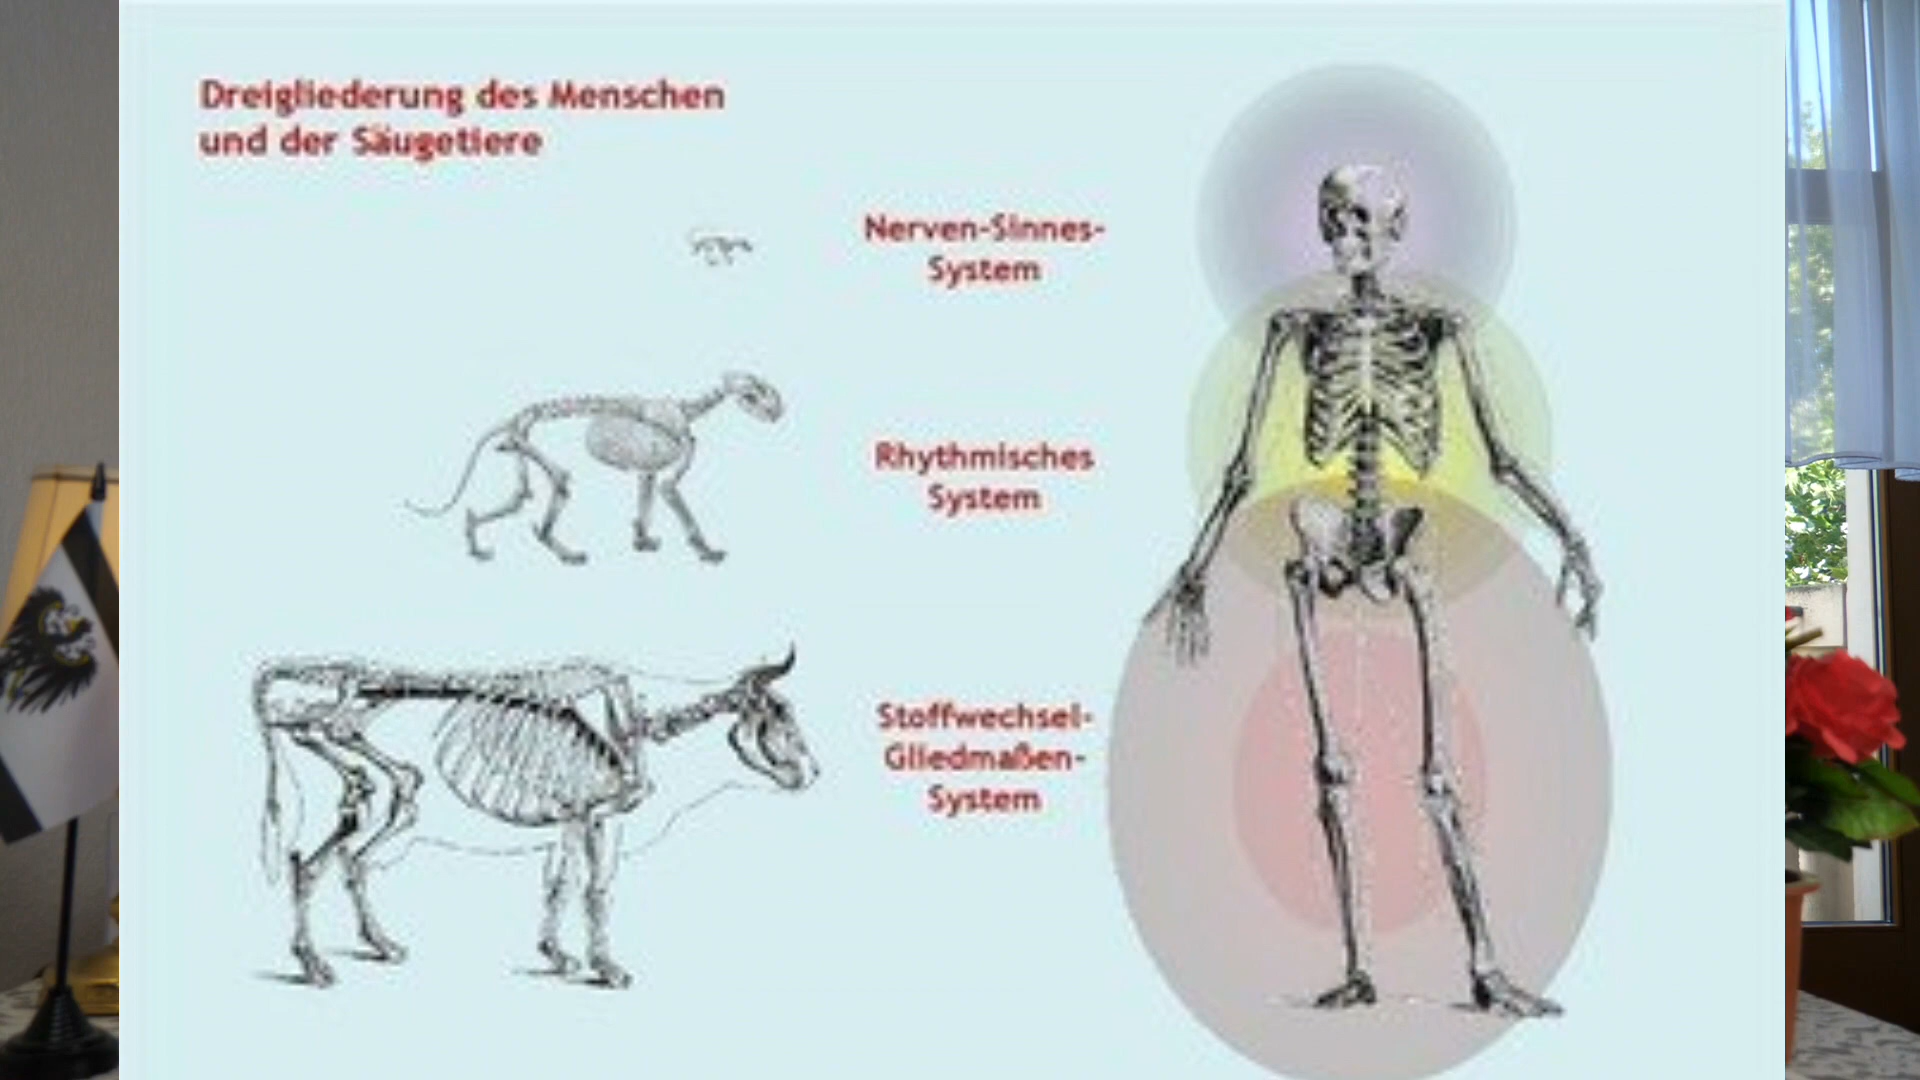 Dreigliederung des Menschen
und der Säugetiere
Nerven-Sinnes-
System
Rhythmisches
System
Stoffwechsel-
Gliedmaßen-
System